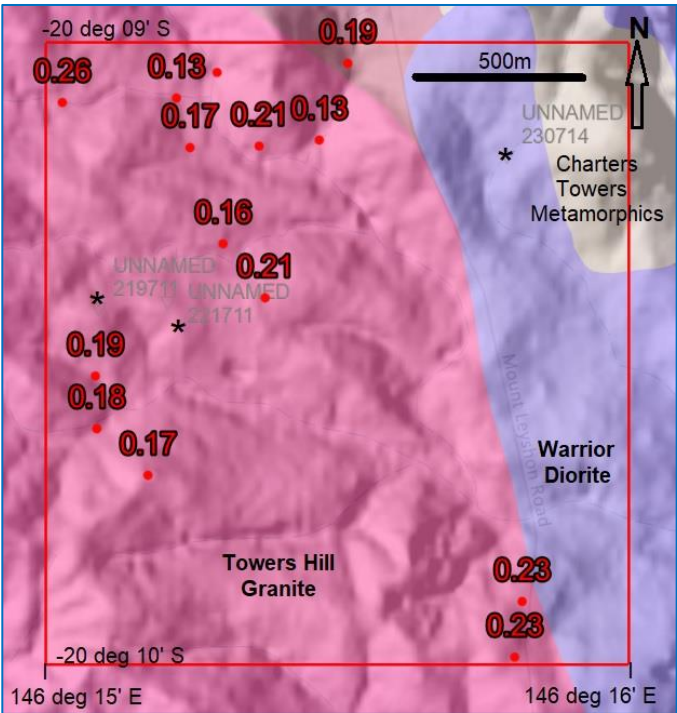 -20 deg 09' S
N
0.19
0.26
0.13
500m
0.17
0.21
0.13
UNNAMED
230714
Charters
Towers
Metamorphics
0.16
0.21
UNNAMED
219711
UNNAMED
221711
0.19
0.18
0.17
Mount Leyshon Road
Warrior
Diorite
Towers Hill
Granite
0.23
0.23
-20 deg 10' S
146 deg 15' E
146 deg 16' E